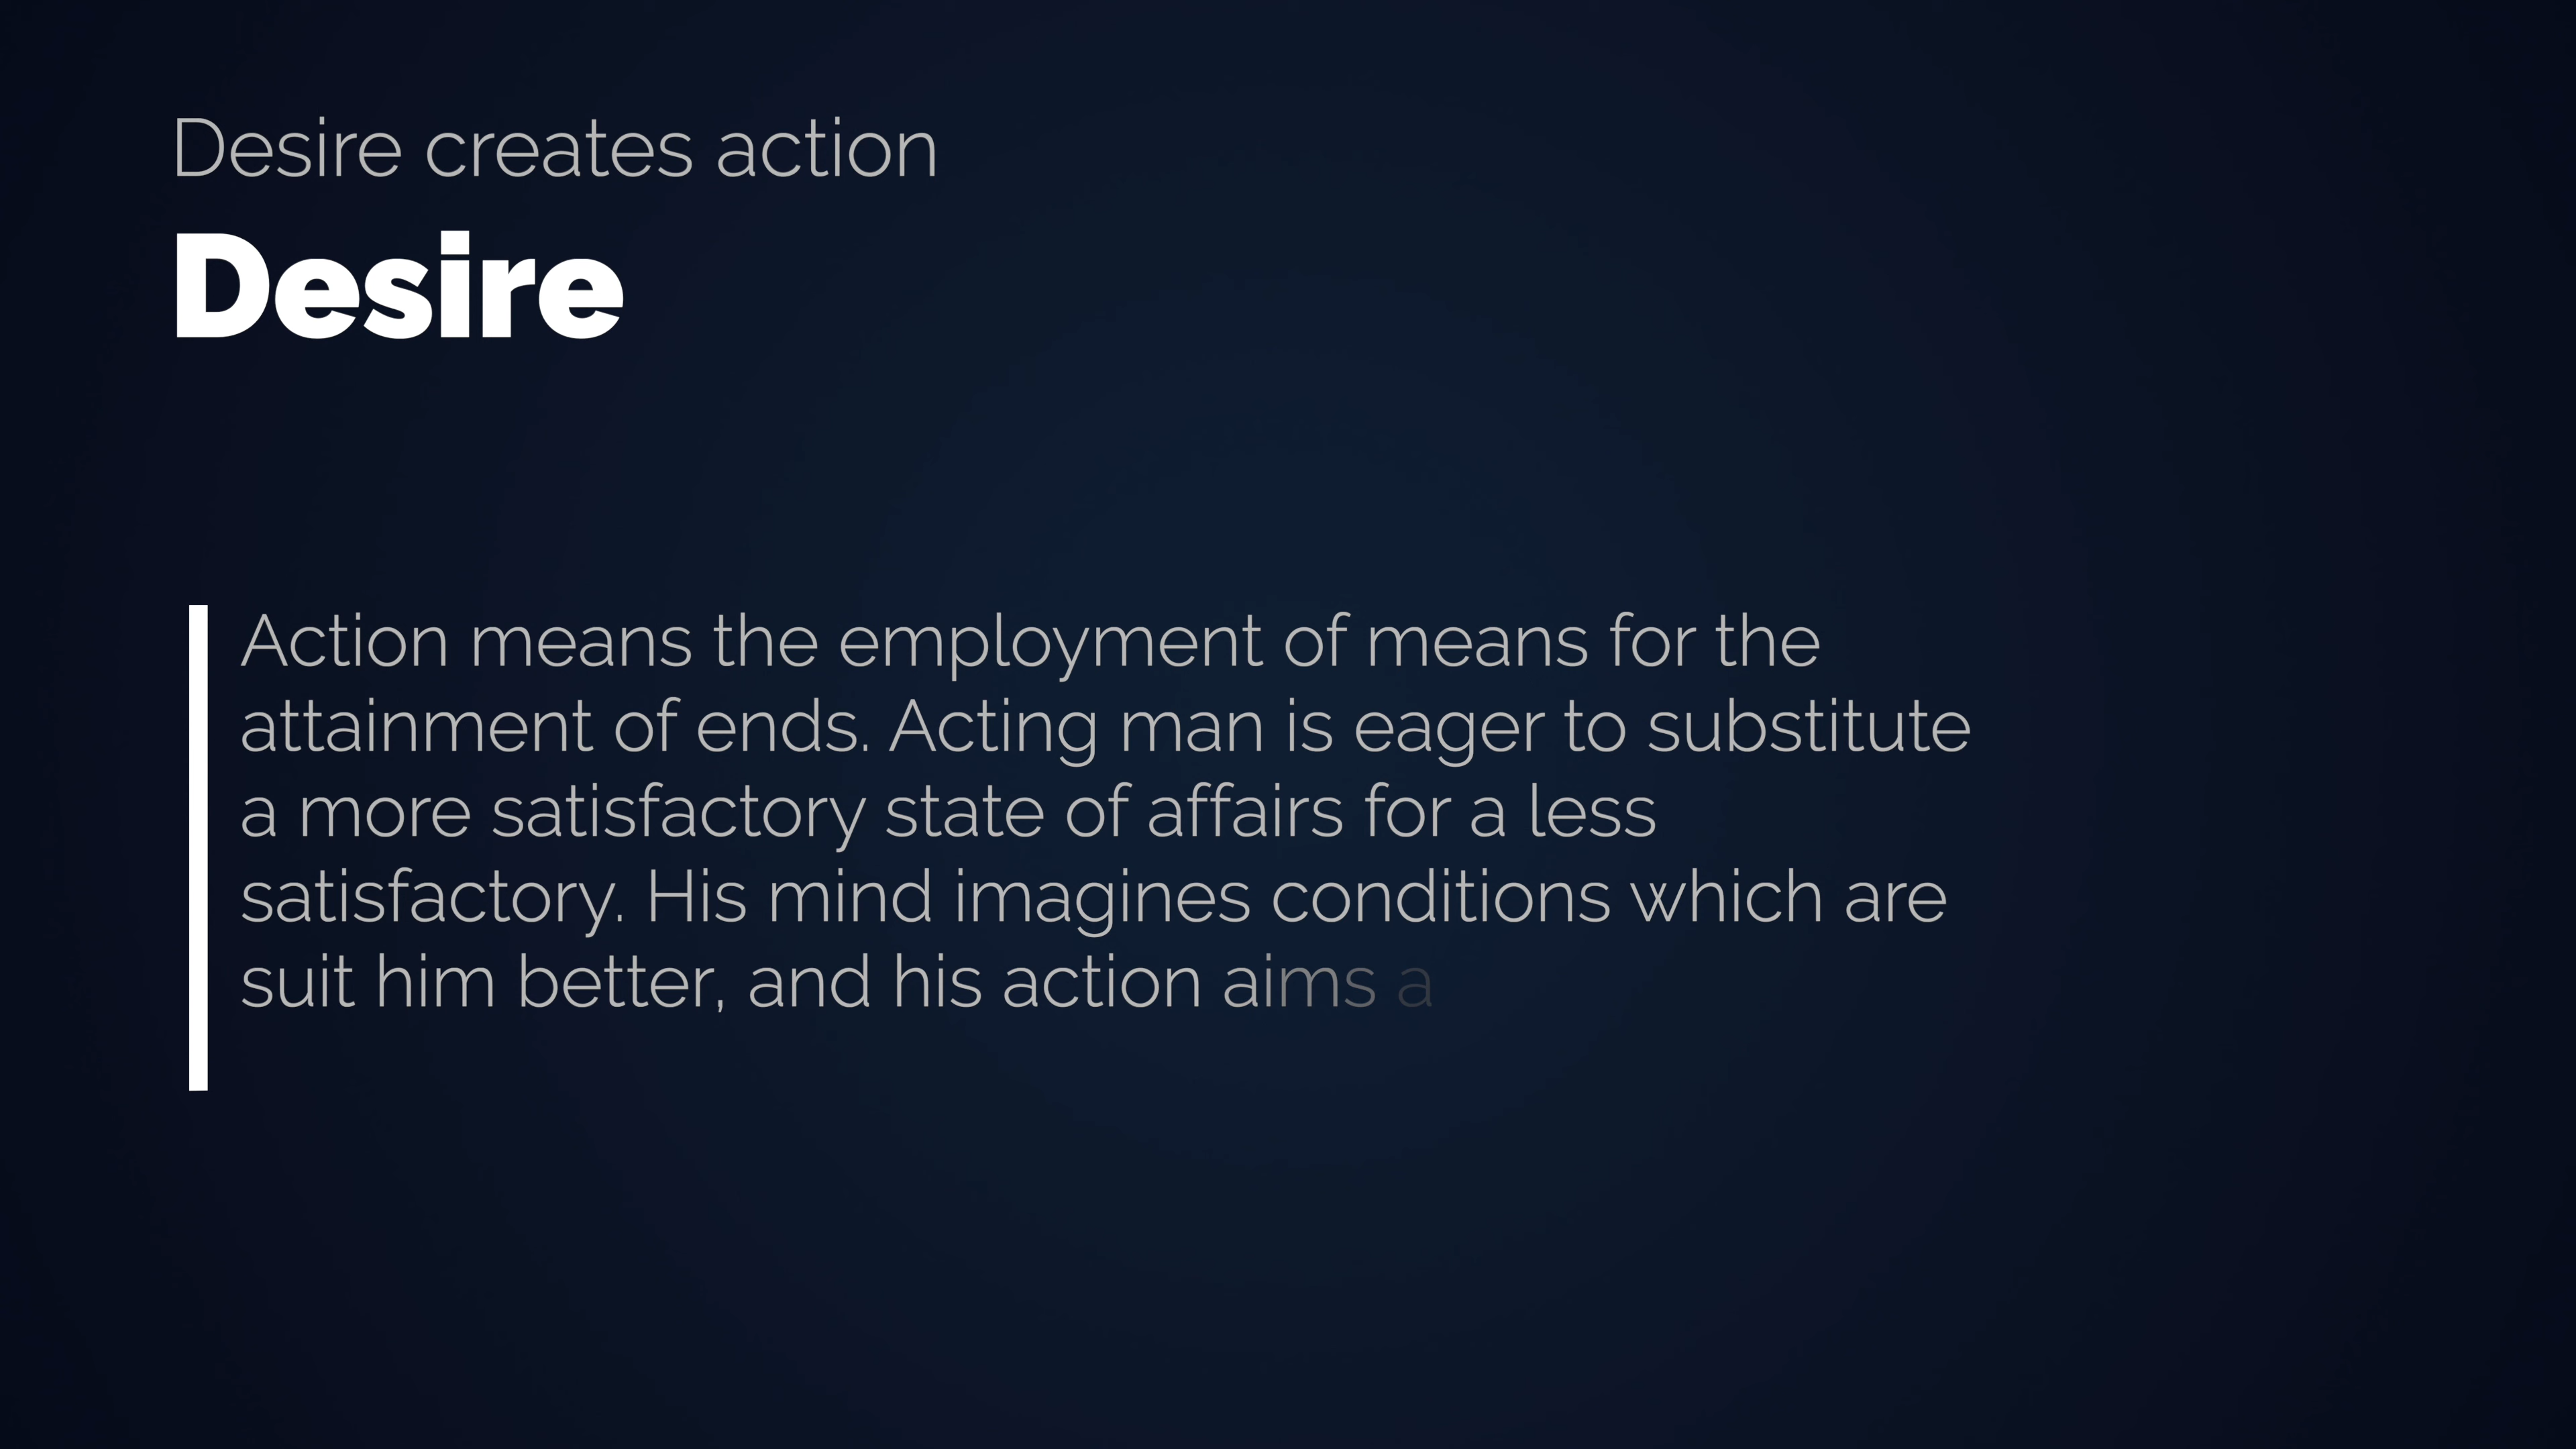 Desire creates action
Desire
Action means the employment of means for the
attainment of ends. Acting man is eager to substitute
a more satisfactory state of affairs for a less
satisfactory. His mind imagines conditions which are
suit him better, and his action aims a